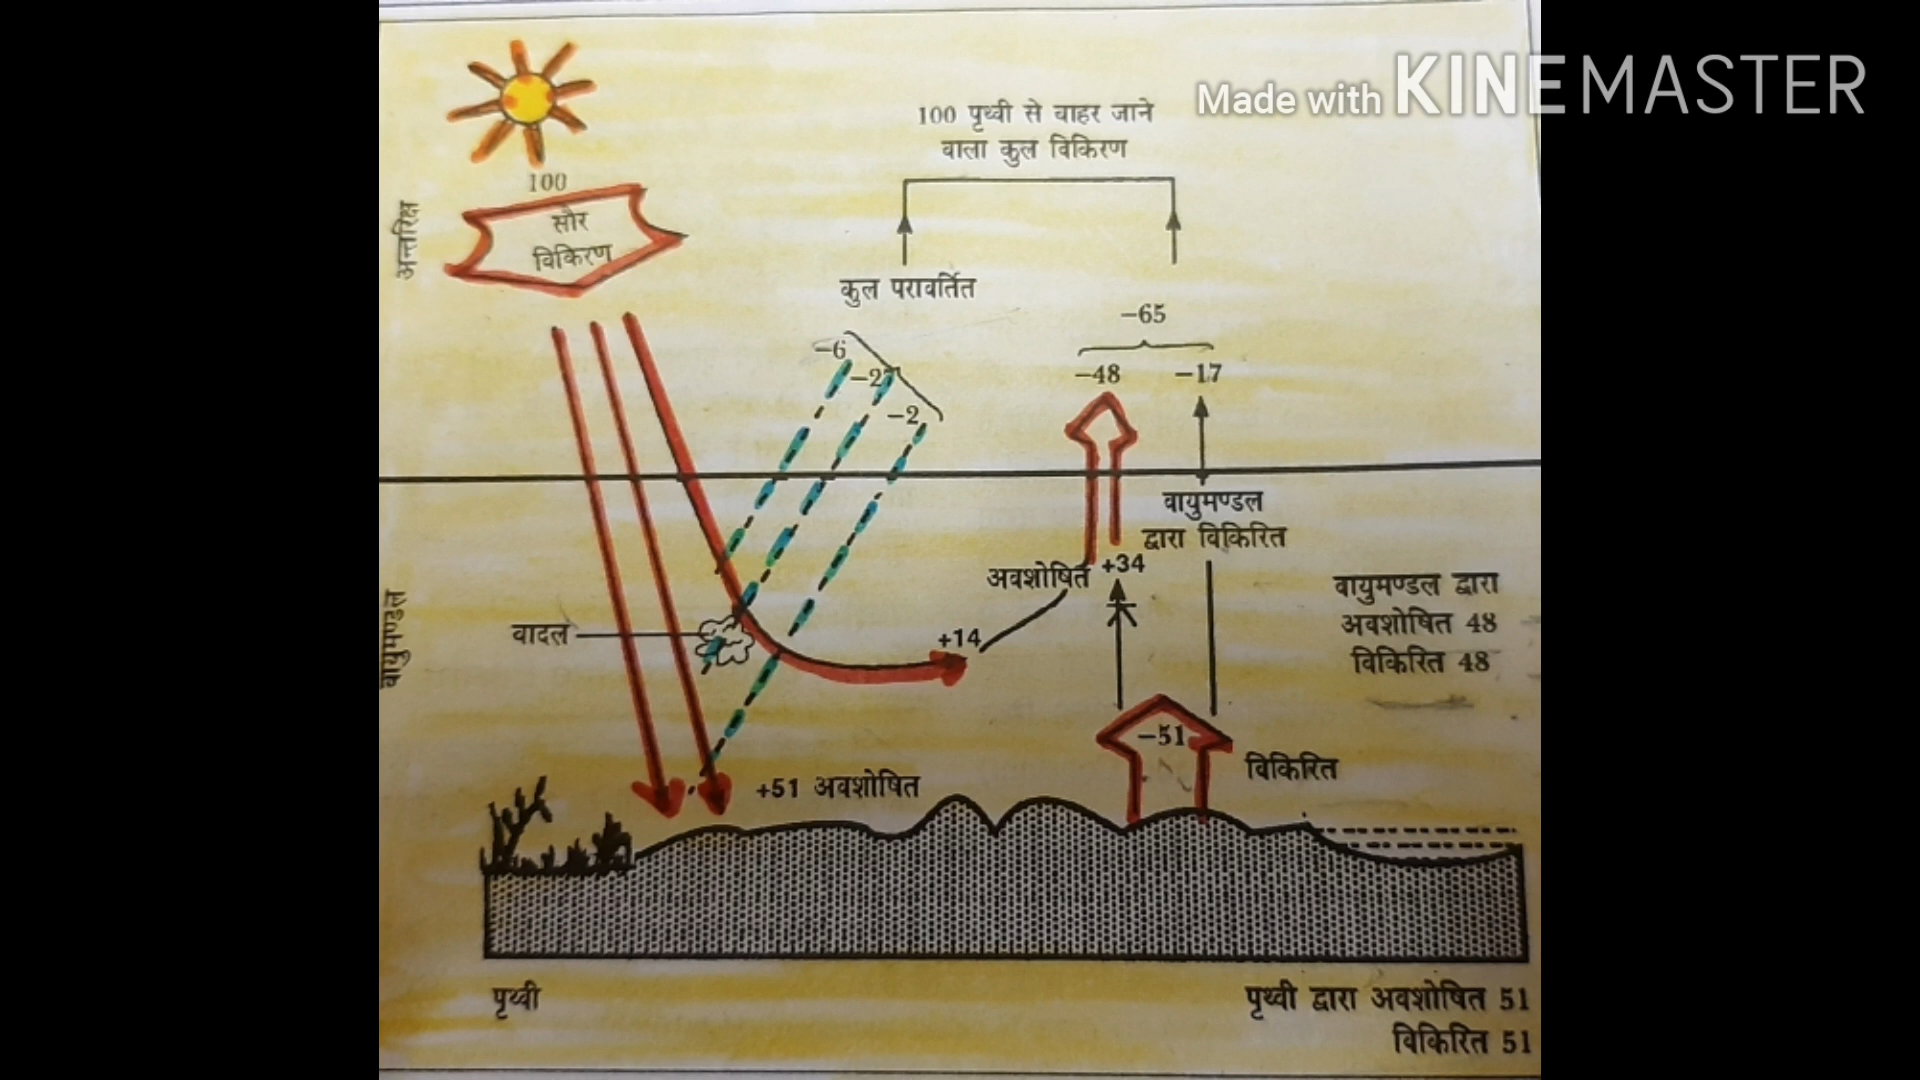 Made with KINEMASTER
100 पृथ्वी से वाहर जाने
वाला कुल विकिरण
100
सौर
विकिरण
अन्तरिक्ष
कुल परावर्तित
-65
-6
-27
-2
-48
-17
वायुमण्डल
द्वारा विकिरित
अवशोषित +34
वायुमण्डल द्वारा
अवशोषित 48
विकिरित 48
वायुमण्डल
वादल
+14
-51
विकिरित
+51 अवशोषित
पृथ्वी
पृथ्वी द्वारा अवशोषित 51
विकिरित 51